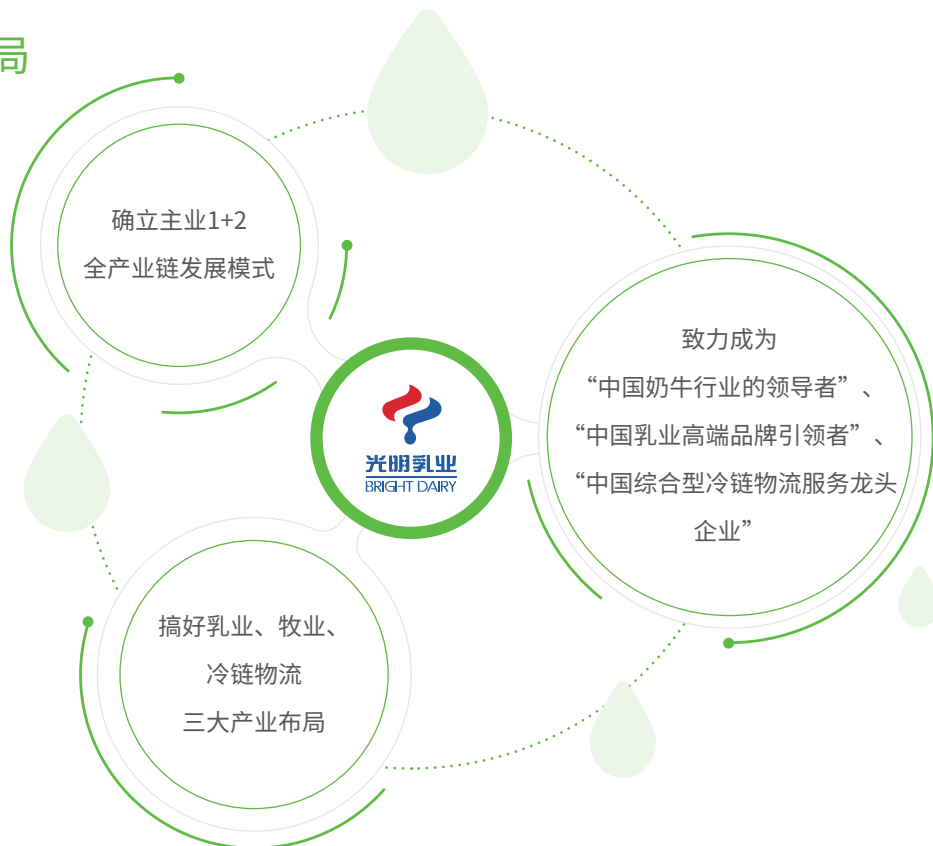 局
确立主业1+2
全产业链发展模式
致力成为
“中国奶牛行业的领导者”、
“中国乳业高端品牌引领者”、
“中国综合型冷链物流服务龙头
企业”
光明乳业
BRIGHT DAIRY
搞好乳业、牧业、
冷链物流
三大产业布局